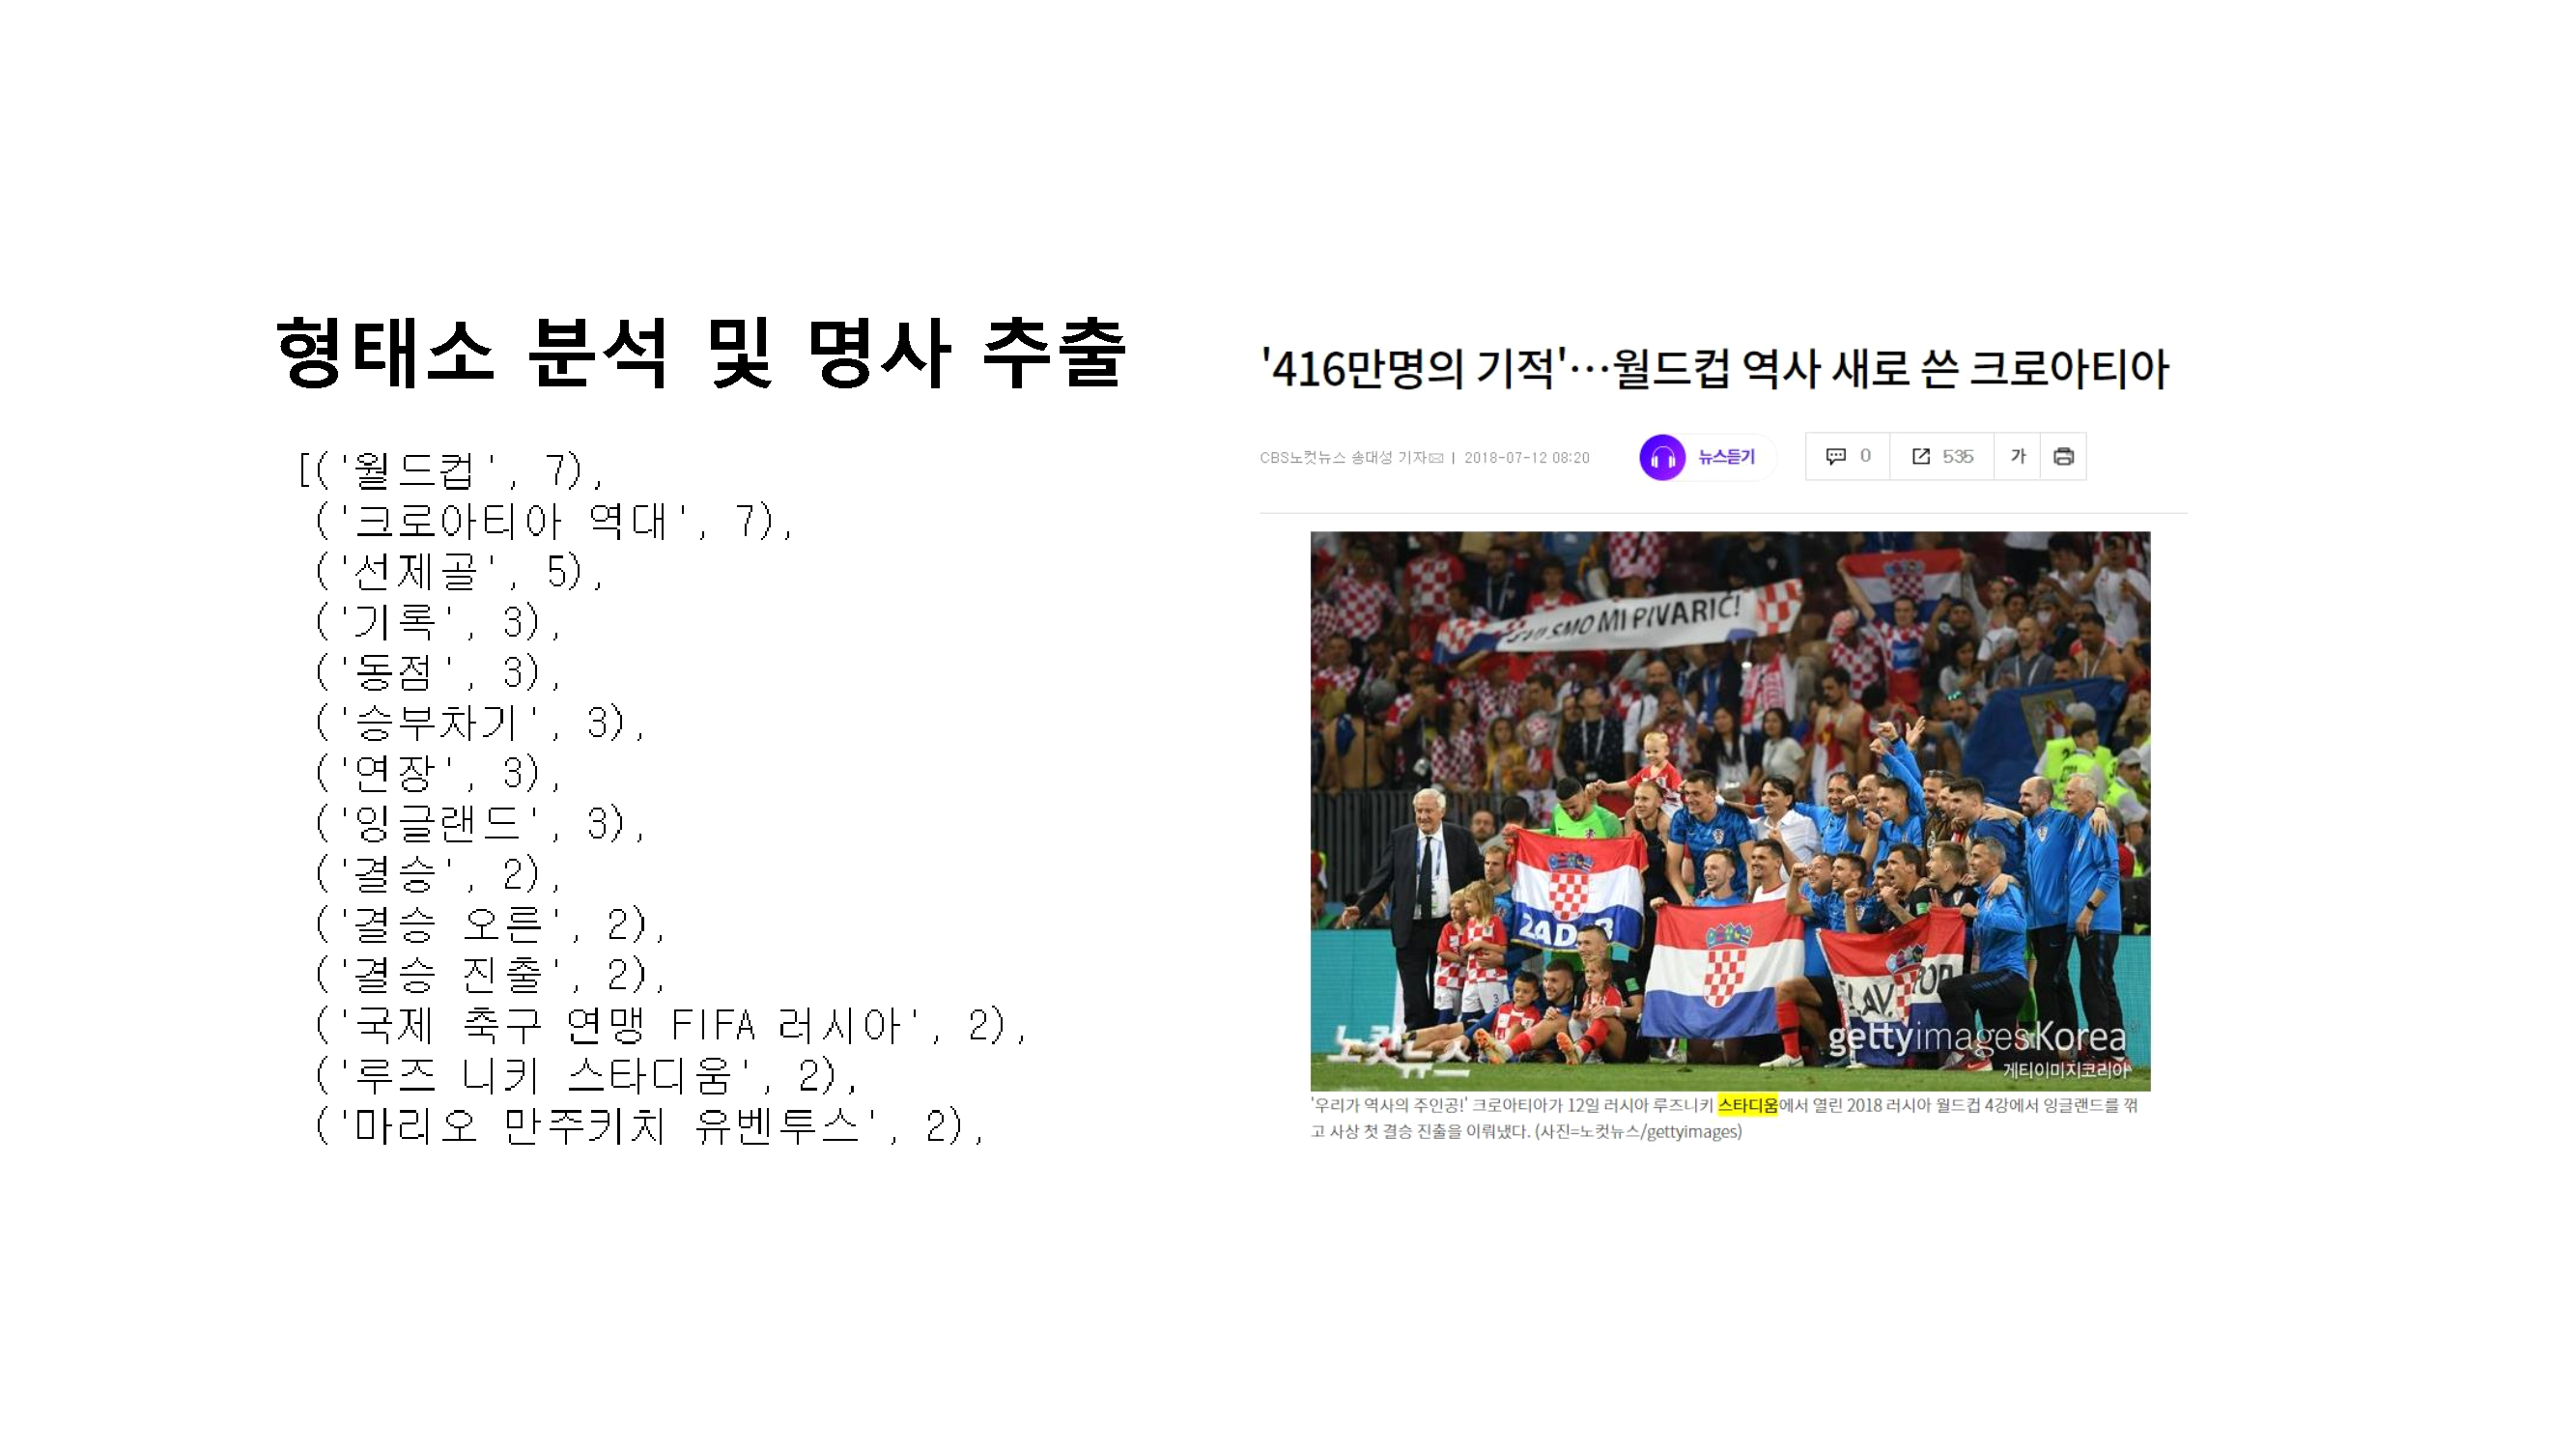 형태소 분석 및 명사 추출
[('월드컵', 7),
('크로아티아 역대', 7),
('선제골', 5),
('기록', 3),
('동점', 3),
('승부차기', 3),
('연장', 3),
('잉글랜드', 3),
('결승', 2),
('결승 오른', 2),
('결승 진출', 2),
('국제 축구 연맹 FIFA 러시아', 2),
('루즈 니키 스타디움', 2),
('마리오 만주키치 유벤투스', 2),
'416만명의 기적'…월드컵 역사 새로 쓴 크로아티아
CBS노컷뉴스 송대성 기자 | 2018-07-12 08:20
뉴스듣기
0
535
가
SMO MI PIVARIĆ!
ZAD
노컷뉴스
gettyimagesKorea
게티이미지코리아
'우리가 역사의 주인공!' 크로아티아가 12일 러시아 루즈니키 스타디움에서 열린 2018 러시아 월드컵 4강에서 잉글랜드를 꺾
고 사상 첫 결승 진출을 이뤄냈다. (사진=노컷뉴스/gettyimages)